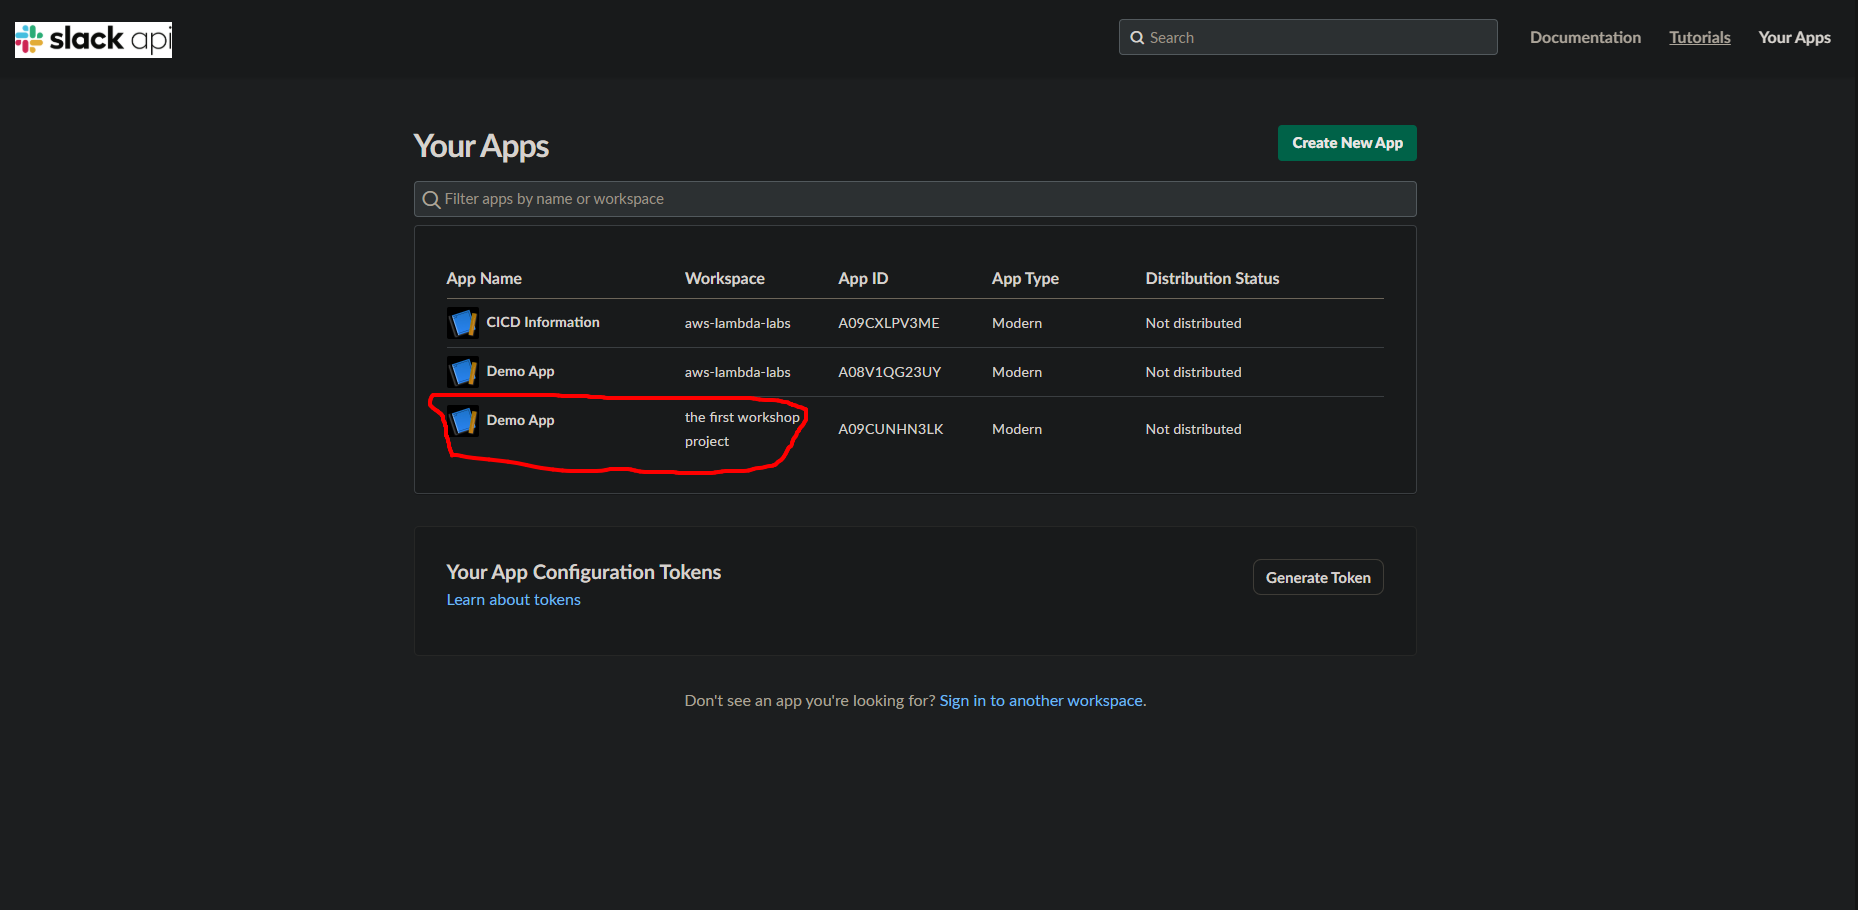 slack api
Search
Documentation
Tutorials
Your Apps
Your Apps
Create New App
Filter apps by name or workspace
App Name Workspace App ID App Type Distribution Status
CICD Information aws-lambda-labs A09CXLPV3ME Modern Not distributed
Demo App aws-lambda-labs A08V1QG23UY Modern Not distributed
Demo App the first workshop
project A09CUNHN3LK Modern Not distributed
Your App Configuration Tokens
Generate Token
Learn about tokens
Don't see an app you're looking for? Sign in to another workspace.